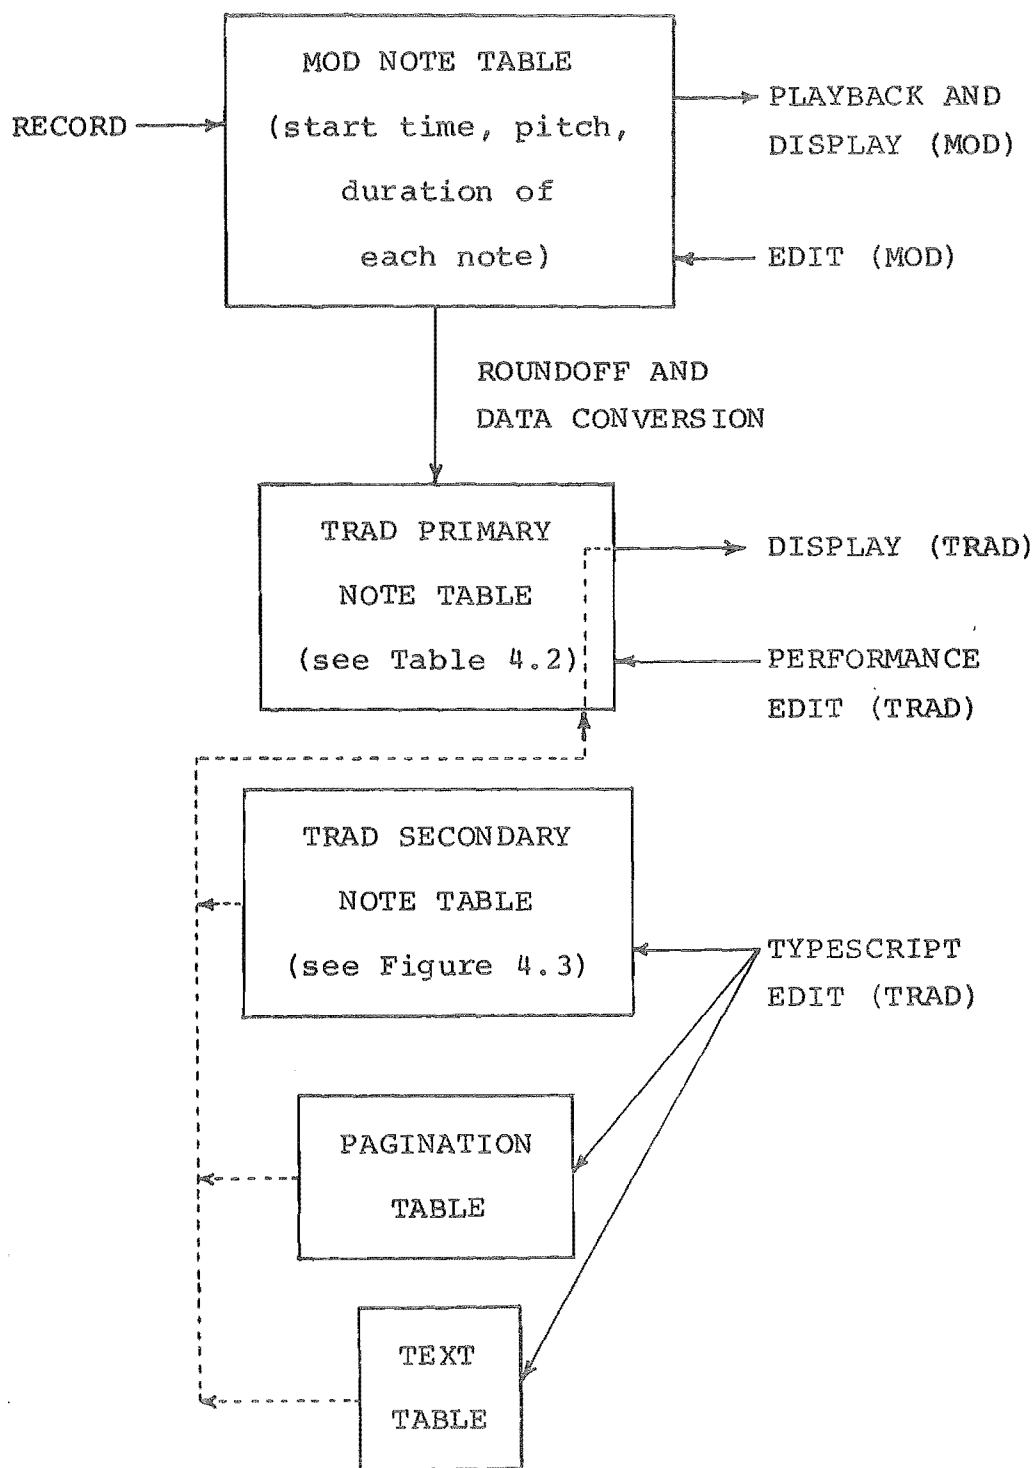 MOD NOTE TABLE
(start time, pitch,
duration of
each note)
RECORD
PLAYBACK AND
DISPLAY (MOD)
EDIT (MOD)
ROUNDOFF AND
DATA CONVERSION
TRAD PRIMARY
NOTE TABLE
(see Table 4.2)
DISPLAY (TRAD)
PERFORMANCE
EDIT (TRAD)
TRAD SECONDARY
NOTE TABLE
(see Figure 4.3)
TYPESCRIPT
EDIT (TRAD)
PAGINATION
TABLE
TEXT
TABLE